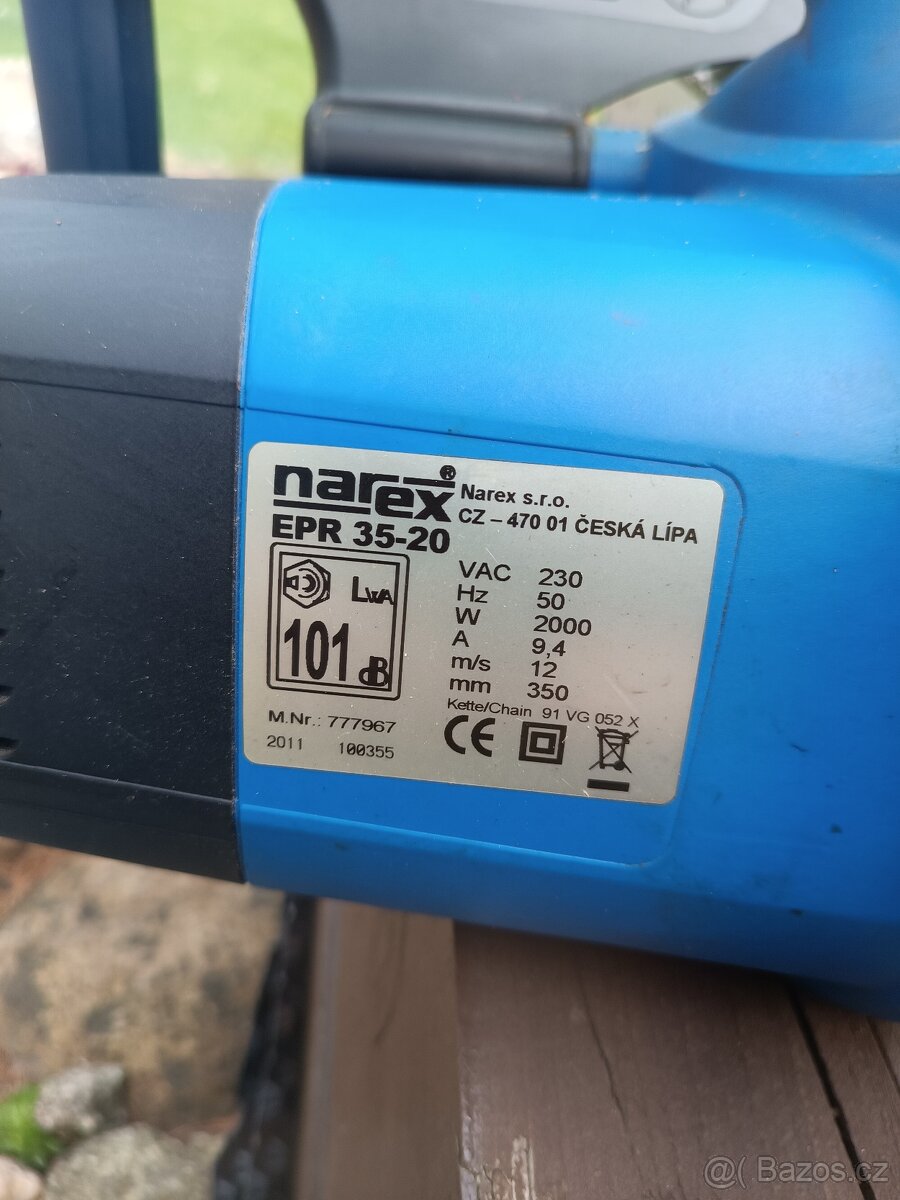 narex®
EPR 35-20
Narex s.r.o.
CZ – 470 01 ČESKÁ LÍPA
LWA
101 dB
VAC 230
Hz 50
W 2000
A 9,4
m/s 12
mm 350
Kette/Chain 91 VG 052 X
M.Nr.: 777967
2011 100355
CE
@( Bazos.cz